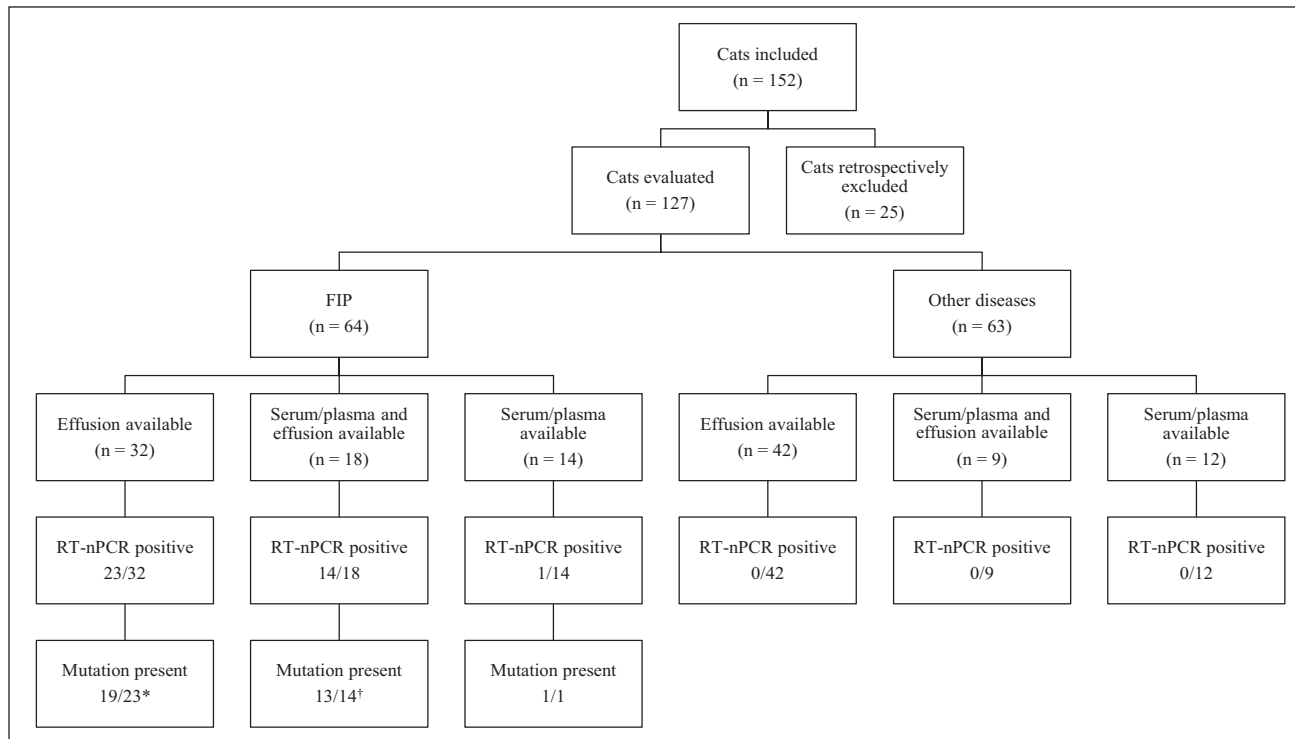 Cats included
(n = 152)
Cats evaluated
(n = 127)
Cats retrospectively
excluded
(n = 25)
FIP
(n = 64)
Other diseases
(n = 63)
Effusion available
(n = 32)
Serum/plasma and
effusion available
(n = 18)
Serum/plasma
available
(n = 14)
Effusion available
(n = 42)
Serum/plasma and
effusion available
(n = 9)
Serum/plasma
available
(n = 12)
RT-nPCR positive
23/32
RT-nPCR positive
14/18
RT-nPCR positive
1/14
RT-nPCR positive
0/42
RT-nPCR positive
0/9
RT-nPCR positive
0/12
Mutation present
19/23*
Mutation present
13/14†
Mutation present
1/1